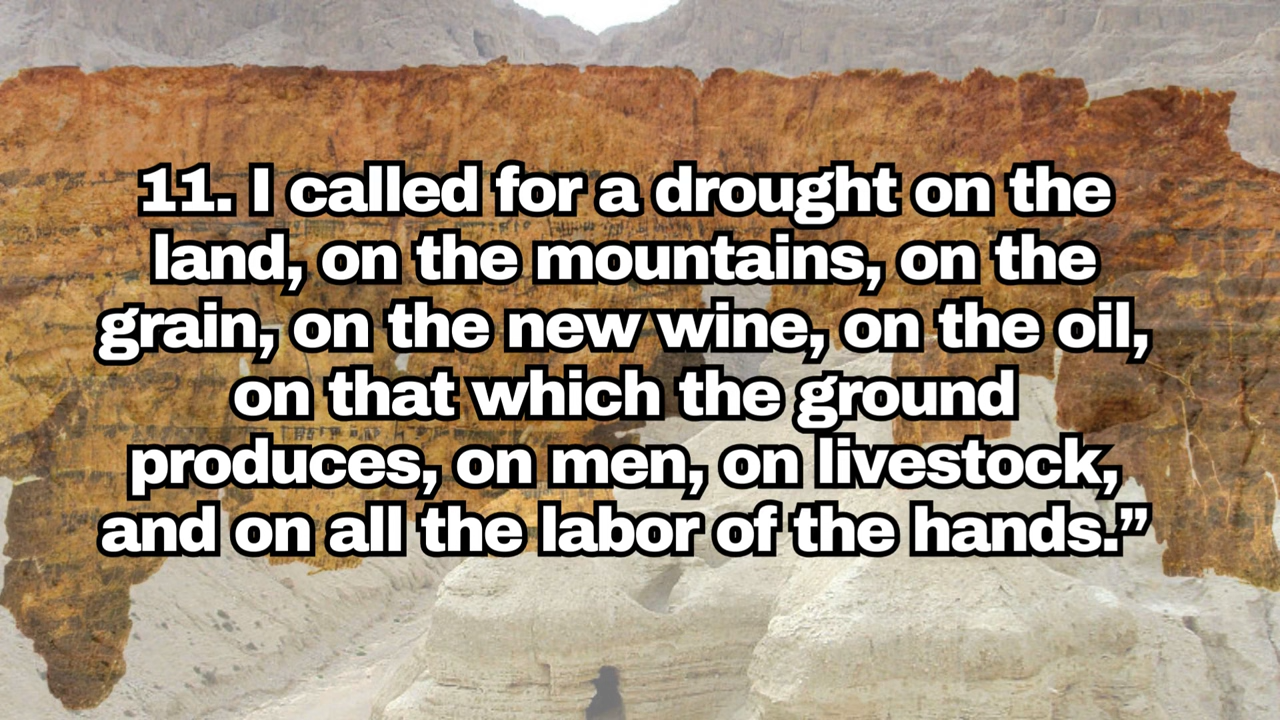 11. I called for a drought on the
land, on the mountains, on the
grain, on the new wine, on the oil,
on that which the ground
produces, on men, on livestock,
and on all the labor of the hands.”